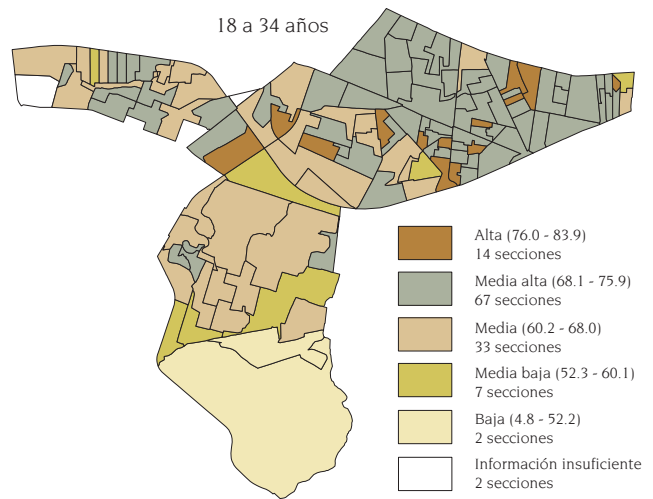 18 a 34 años
Alta (76.0 - 83.9)
14 secciones
Media alta (68.1 - 75.9)
67 secciones
Media (60.2 - 68.0)
33 secciones
Media baja (52.3 - 60.1)
7 secciones
Baja (4.8 - 52.2)
2 secciones
Información insuficiente
2 secciones